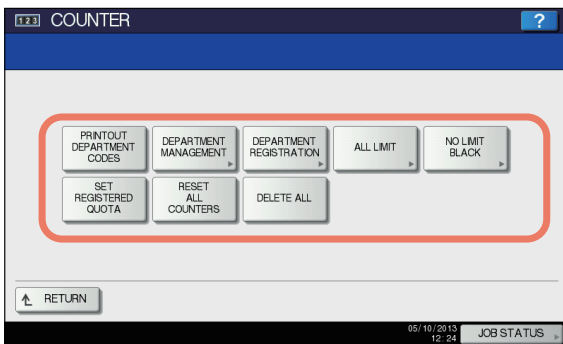 123 COUNTER ?
PRINTOUT
DEPARTMENT
CODES
DEPARTMENT
MANAGEMENT
DEPARTMENT
REGISTRATION
ALL LIMIT
NO LIMIT
BLACK
SET
REGISTERED
QUOTA
RESET
ALL
COUNTERS
DELETE ALL
RETURN
05/10/2013
12:24
JOB STATUS